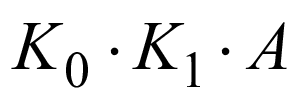 K₀ · K₁ · A